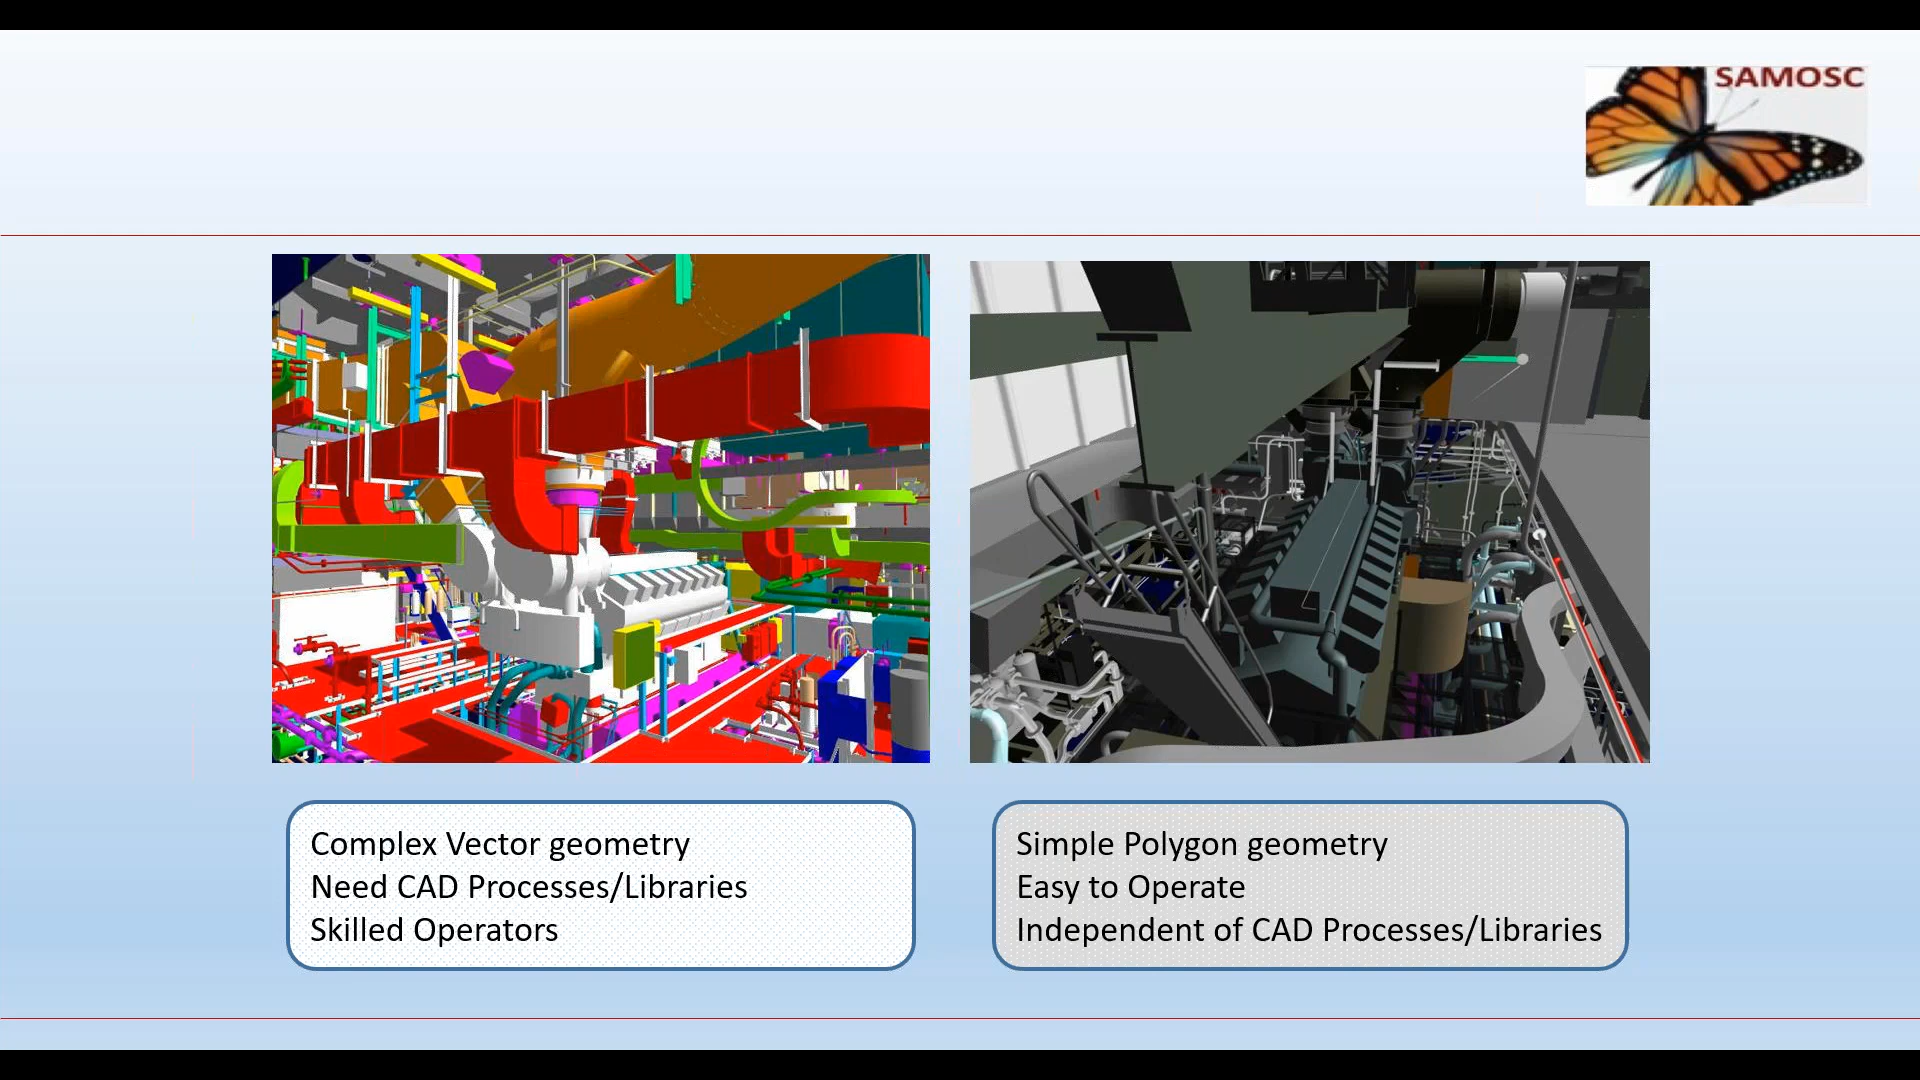 SAMOSC
Complex Vector geometry
Need CAD Processes/Libraries
Skilled Operators
Simple Polygon geometry
Easy to Operate
Independent of CAD Processes/Libraries